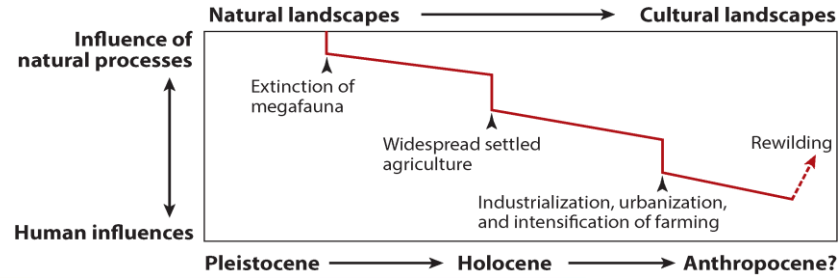 Natural landscapes
Cultural landscapes
Influence of
natural processes
Extinction of
megafauna
Widespread settled
agriculture
Rewilding
Industrialization, urbanization,
and intensification of farming
Human influences
Pleistocene
Holocene
Anthropocene?